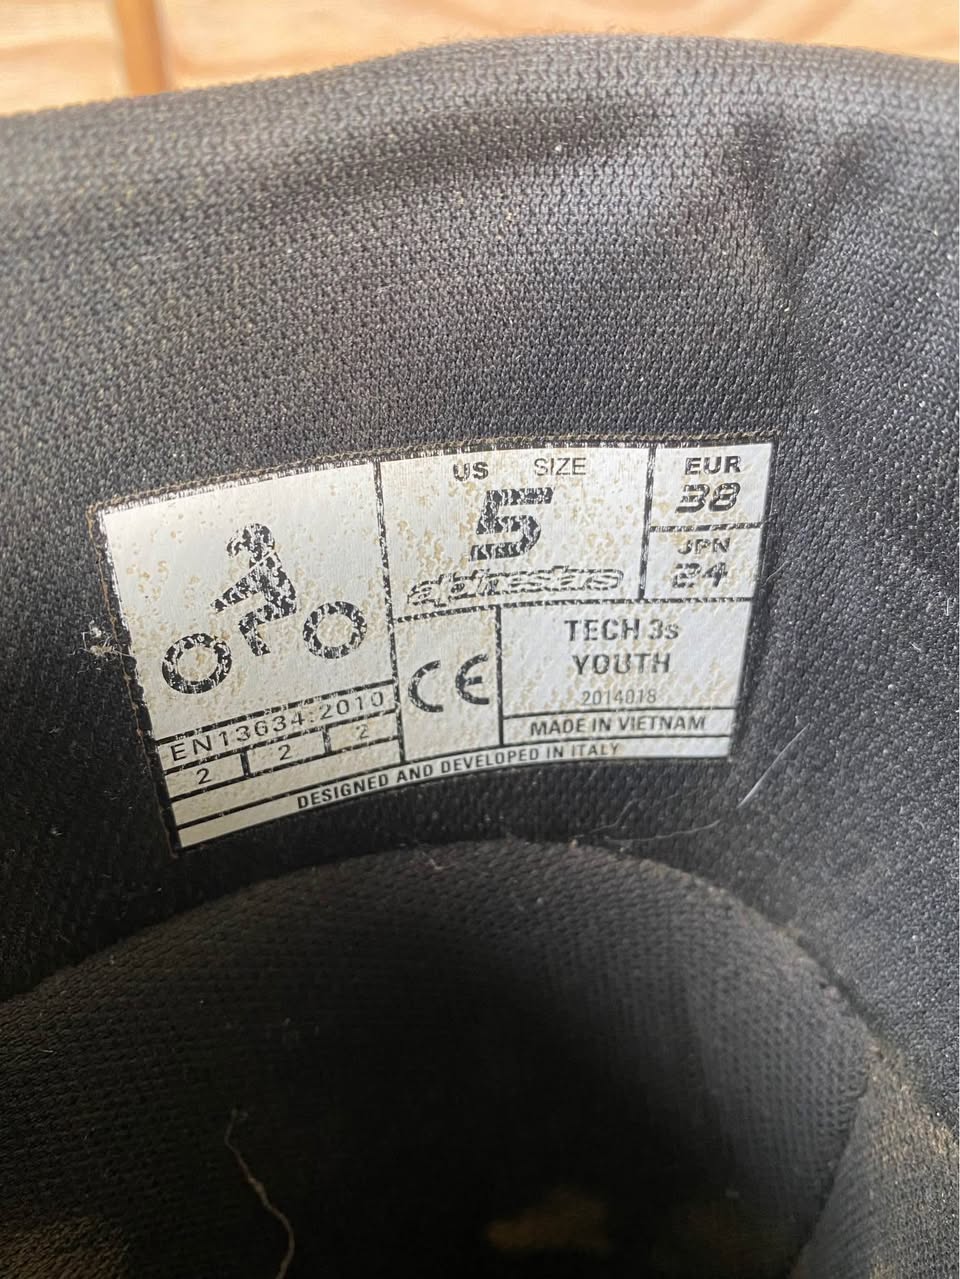 US SIZE
5
alpinestars
EUR
38
JPN
24
EN13634:2010
2 2 2
CE
TECH 3s
YOUTH
2014018
MADE IN VIETNAM
DESIGNED AND DEVELOPED IN ITALY